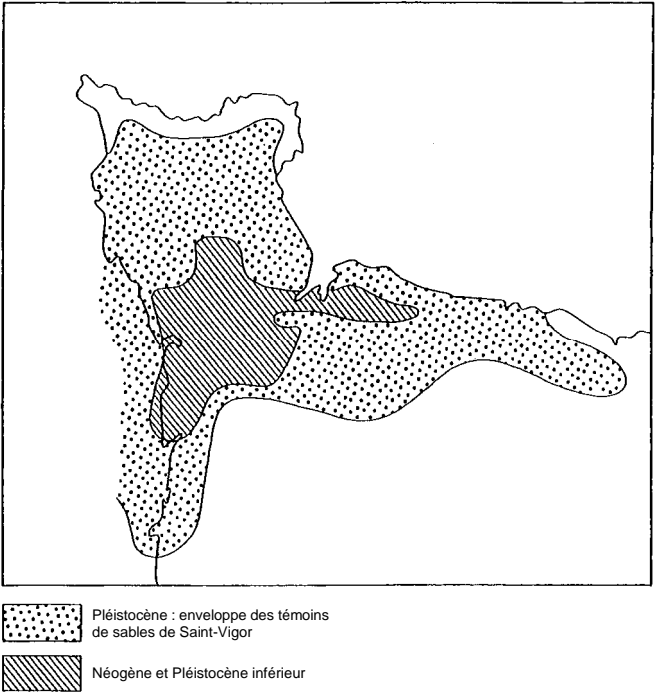 Pléistocène : enveloppe des témoins
de sables de Saint-Vigor
Néogène et Pléistocène inférieur